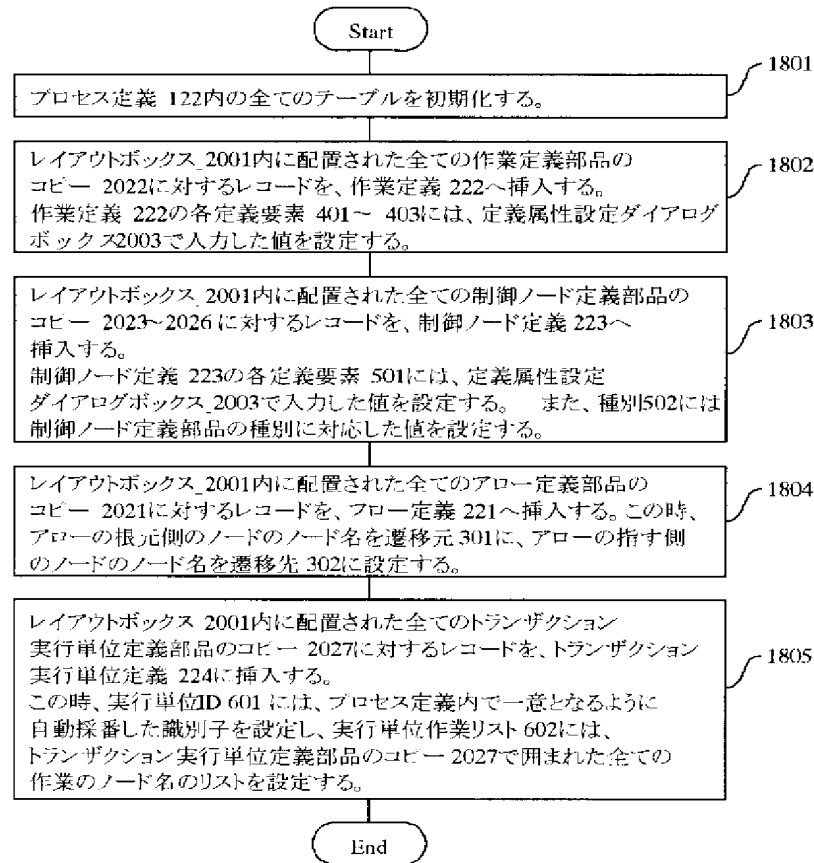 Start
1801
プロセス定義 122内の全てのテーブルを初期化する。
1802
レイアウトボックス 2001内に配置された全ての作業定義部品の
コピー 2022に対するレコードを、作業定義 222へ挿入する。
作業定義 222の各定義要素 401～ 403には、定義属性設定ダイアログ
ボックス2003で入力した値を設定する。
1803
レイアウトボックス 2001内に配置された全ての制御ノード定義部品の
コピー 2023~2026 に対するレコードを、制御ノード定義 223へ
挿入する。
制御ノード定義 223の各定義要素 501には、定義属性設定
ダイアログボックス 2003で入力した値を設定する。 また、種別502には
制御ノード定義部品の種別に対応した値を設定する。
1804
レイアウトボックス 2001内に配置された全てのアロー定義部品の
コピー 2021に対するレコードを、フロー定義 221へ挿入する。この時、
アローの根元側のノードのノード名を遷移元 301に、アローの指す側
のノードのノード名を遷移先 302に設定する。
1805
レイアウトボックス 2001内に配置された全てのトランザクション
実行単位定義部品のコピー 2027に対するレコードを、トランザクション
実行単位定義 224に挿入する。
この時、実行単位ID 601 には、プロセス定義内で一意となるように
自動採番した識別子を設定し、実行単位作業リスト 602には、
トランザクション実行単位定義部品のコピー 2027で囲まれた全ての
作業のノード名のリストを設定する。
End